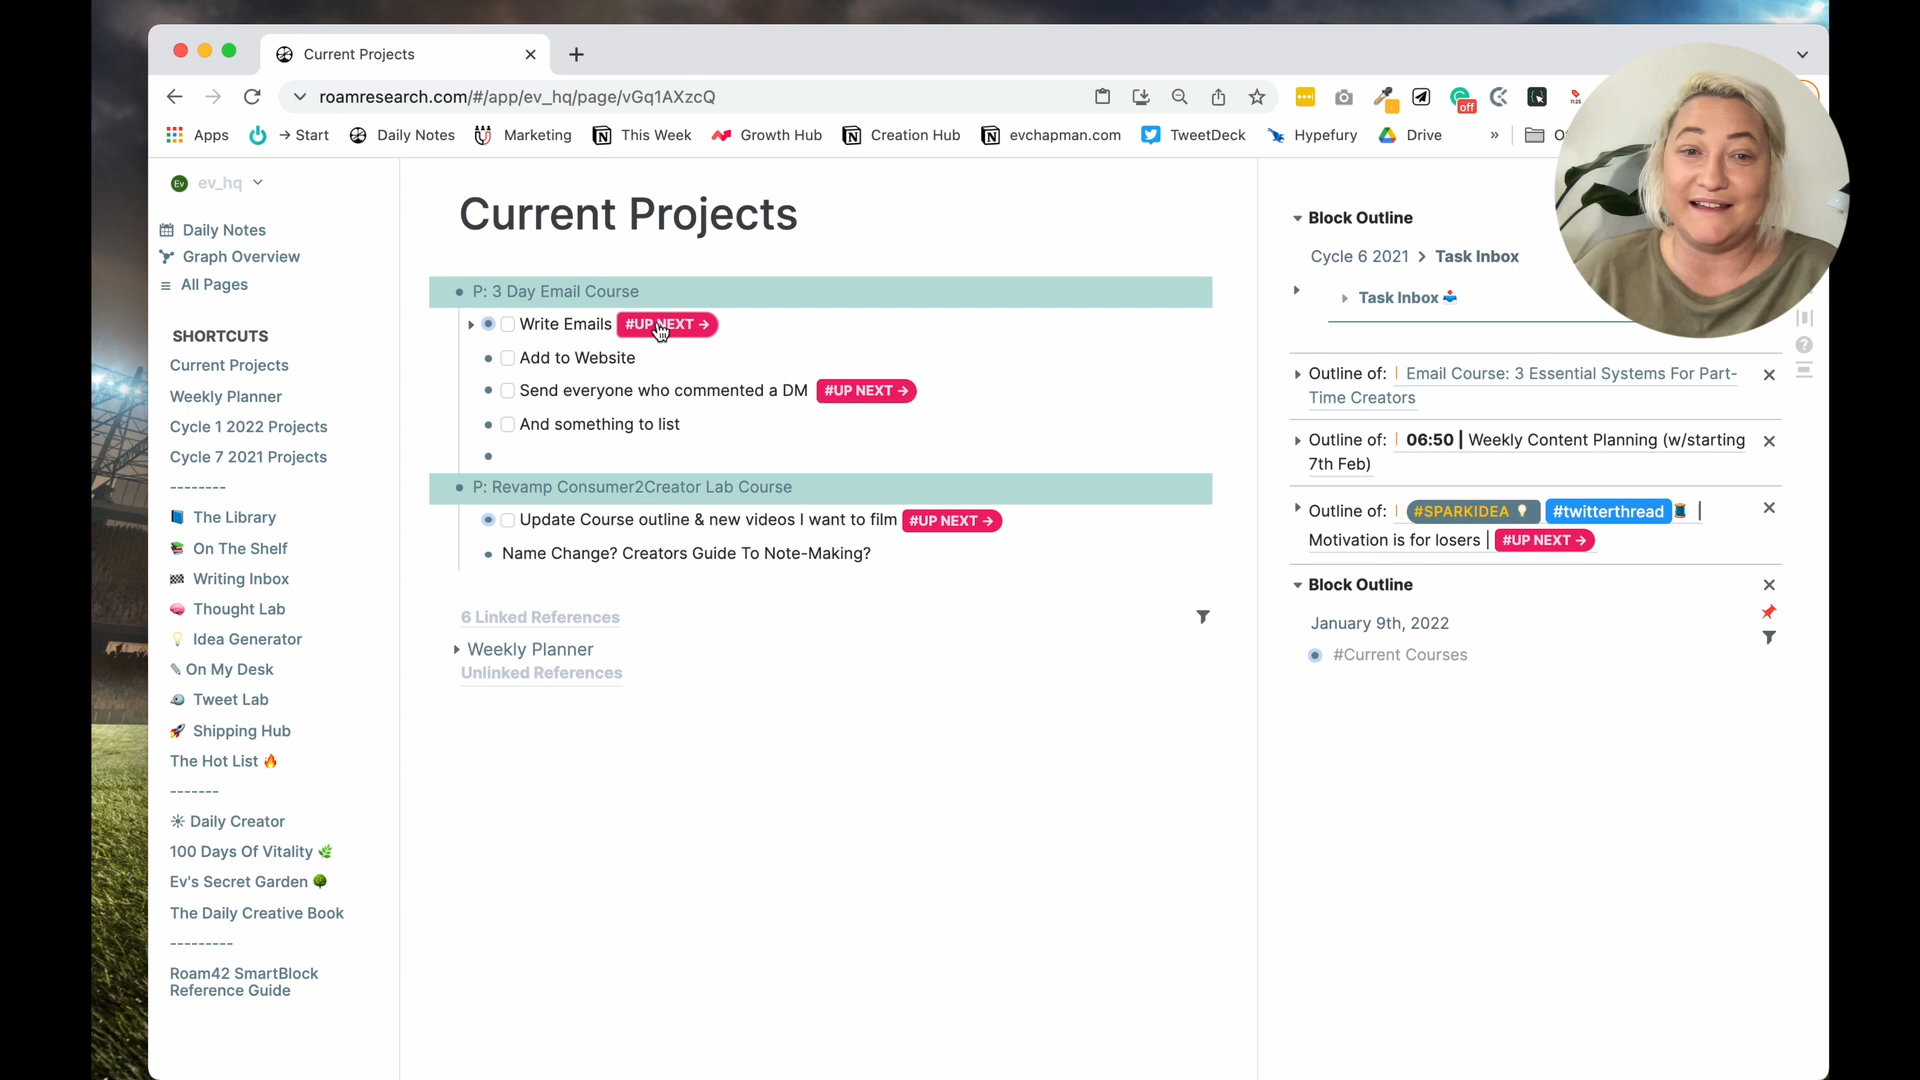 Current Projects
roamresearch.com/#/app/ev_hq/page/vGq1AXzcQ
off
11:25
Apps
→ Start
Daily Notes
Marketing
This Week
Growth Hub
Creation Hub
evchapman.com
TweetDeck
Hypefury
Drive
»
Ev
ev_hq
Daily Notes
Graph Overview
All Pages
SHORTCUTS
Current Projects
Weekly Planner
Cycle 1 2022 Projects
Cycle 7 2021 Projects
--------
The Library
On The Shelf
Writing Inbox
Thought Lab
Idea Generator
On My Desk
Tweet Lab
Shipping Hub
The Hot List 🔥
-------
Daily Creator
100 Days Of Vitality 🌿
Ev's Secret Garden 🌳
The Daily Creative Book
---------
Roam42 SmartBlock
Reference Guide
Current Projects
P: 3 Day Email Course
Write Emails #UP NEXT →
Add to Website
Send everyone who commented a DM #UP NEXT →
And something to list
P: Revamp Consumer2Creator Lab Course
Update Course outline & new videos I want to film #UP NEXT →
Name Change? Creators Guide To Note-Making?
6 Linked References
Weekly Planner
Unlinked References
Block Outline
Cycle 6 2021 > Task Inbox
Task Inbox 📥
Outline of: | Email Course: 3 Essential Systems For Part-
Time Creators
Outline of: | 06:50 | Weekly Content Planning (w/starting
7th Feb)
Outline of: | #SPARKIDEA 💡 #twitterthread 🧵 |
Motivation is for losers | #UP NEXT →
Block Outline
January 9th, 2022
#Current Courses